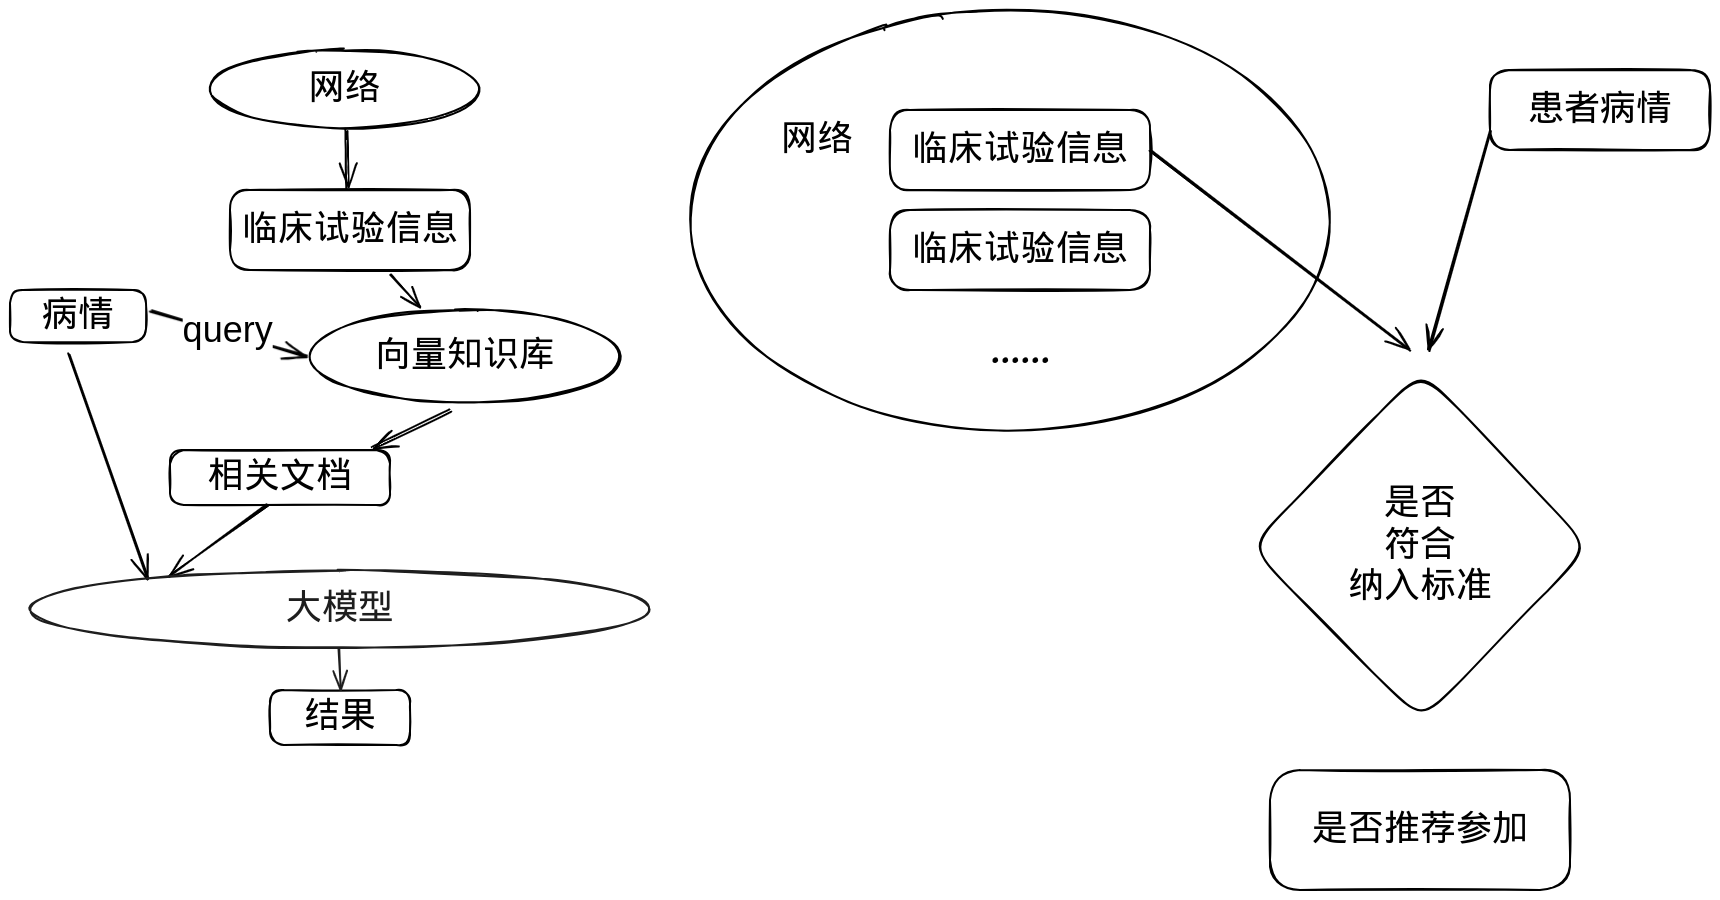 网络
临床试验信息
病情
query
向量知识库
相关文档
大模型
结果
网络
临床试验信息
临床试验信息
......
患者病情
是否
符合
纳入标准
是否推荐参加